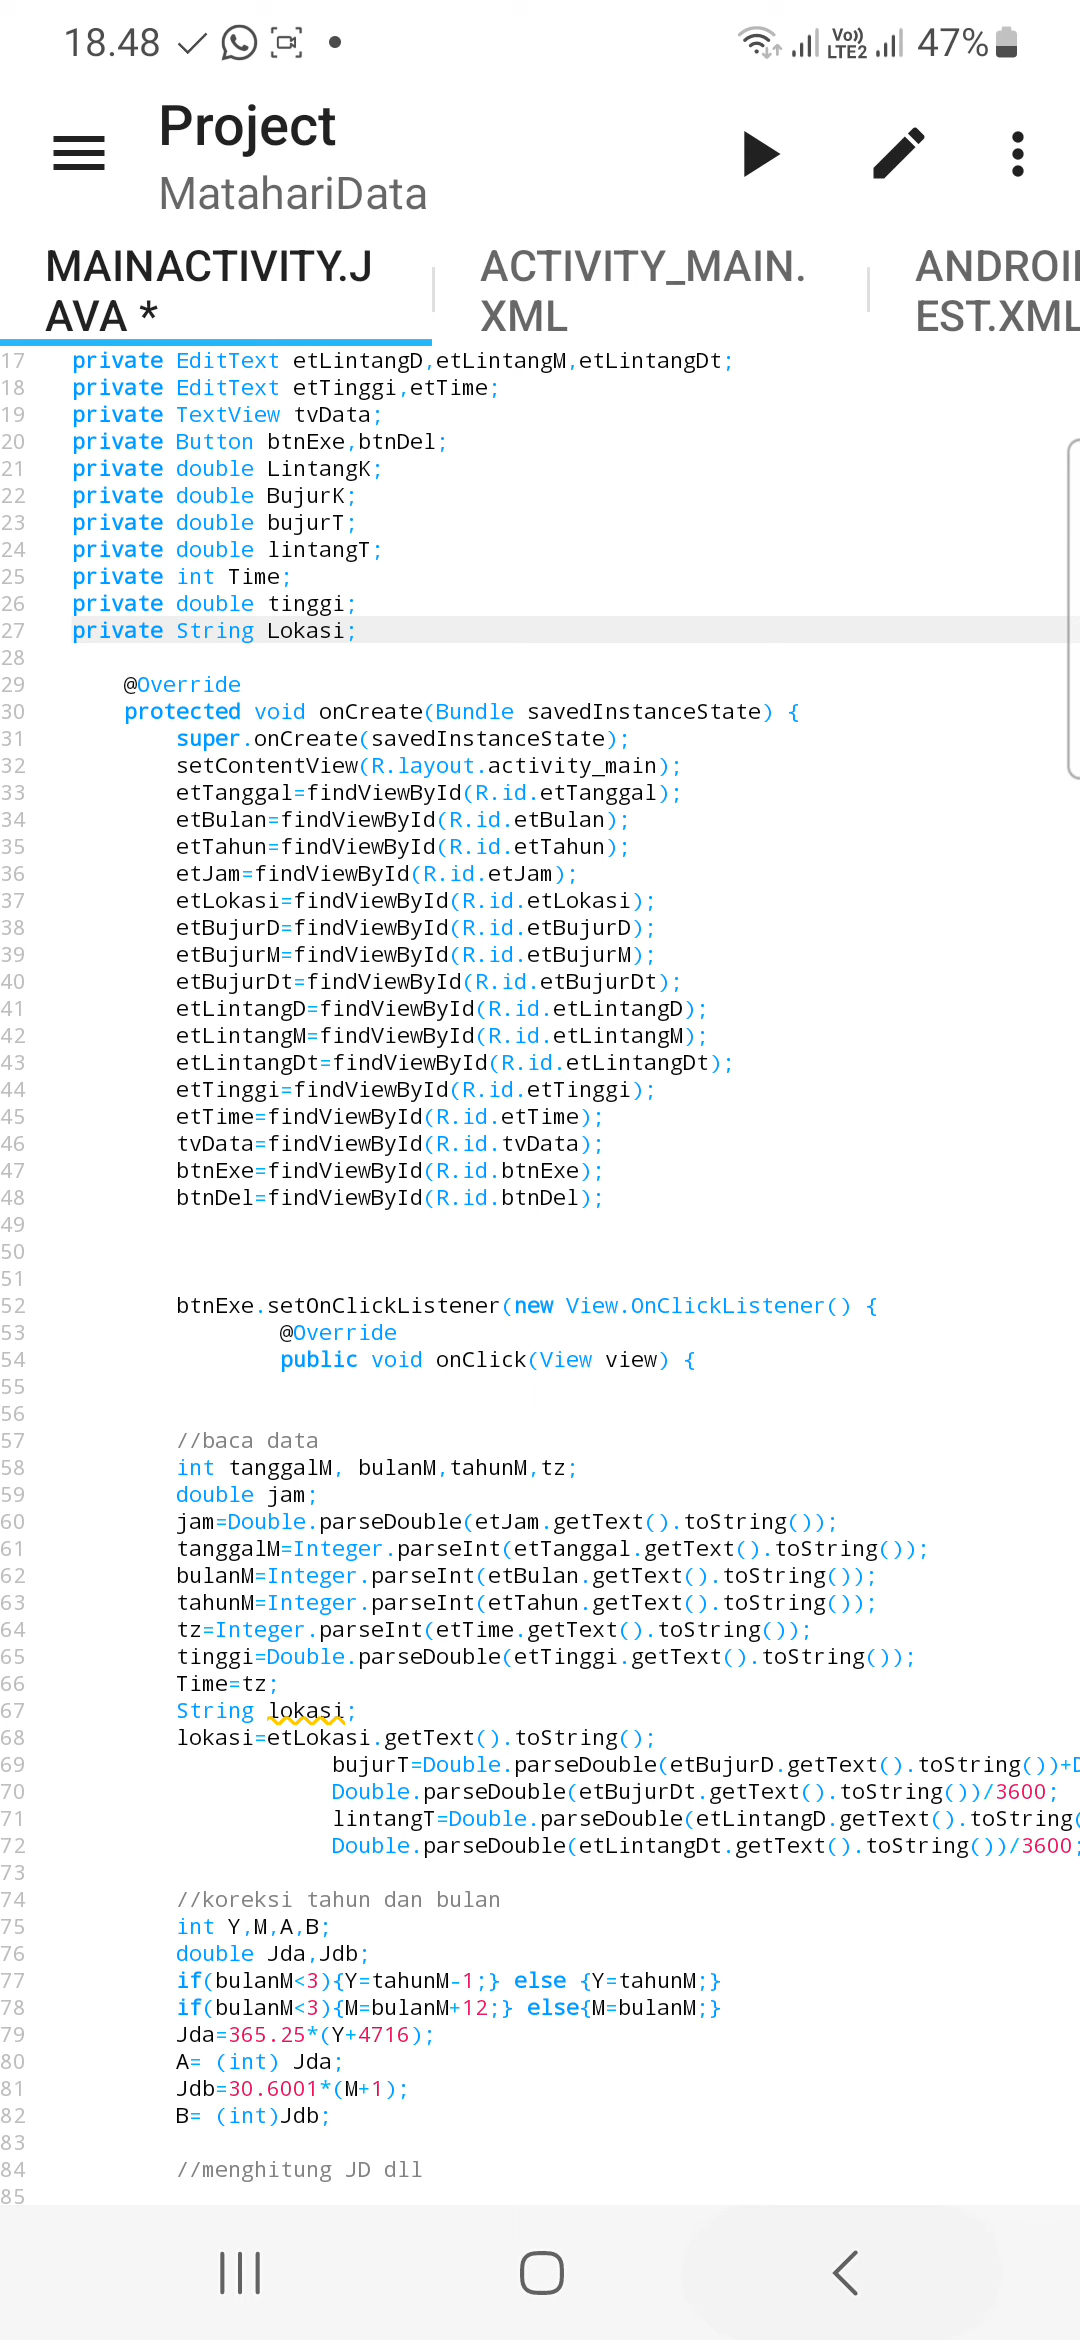 18.48
Vo))
LTE2
47%
Project
MatahariData
MAINACTIVITY.J
AVA *
ACTIVITY_MAIN.
XML
ANDROI
EST.XML
17 private EditText etLintangD,etLintangM,etLintangDt;
18 private EditText etTinggi,etTime;
19 private TextView tvData;
20 private Button btnExe,btnDel;
21 private double LintangK;
22 private double BujurK;
23 private double bujurT;
24 private double lintangT;
25 private int Time;
26 private double tinggi;
27 private String Lokasi;
28
29 @Override
30 protected void onCreate(Bundle savedInstanceState) {
31 super.onCreate(savedInstanceState);
32 setContentView(R.layout.activity_main);
33 etTanggal=findViewById(R.id.etTanggal);
34 etBulan=findViewById(R.id.etBulan);
35 etTahun=findViewById(R.id.etTahun);
36 etJam=findViewById(R.id.etJam);
37 etLokasi=findViewById(R.id.etLokasi);
38 etBujurD=findViewById(R.id.etBujurD);
39 etBujurM=findViewById(R.id.etBujurM);
40 etBujurDt=findViewById(R.id.etBujurDt);
41 etLintangD=findViewById(R.id.etLintangD);
42 etLintangM=findViewById(R.id.etLintangM);
43 etLintangDt=findViewById(R.id.etLintangDt);
44 etTinggi=findViewById(R.id.etTinggi);
45 etTime=findViewById(R.id.etTime);
46 tvData=findViewById(R.id.tvData);
47 btnExe=findViewById(R.id.btnExe);
48 btnDel=findViewById(R.id.btnDel);
49
50
51
52 btnExe.setOnClickListener(new View.OnClickListener() {
53 @Override
54 public void onClick(View view) {
55
56
57 //baca data
58 int tanggalM, bulanM,tahunM,tz;
59 double jam;
60 jam=Double.parseDouble(etJam.getText().toString());
61 tanggalM=Integer.parseInt(etTanggal.getText().toString());
62 bulanM=Integer.parseInt(etBulan.getText().toString());
63 tahunM=Integer.parseInt(etTahun.getText().toString());
64 tz=Integer.parseInt(etTime.getText().toString());
65 tinggi=Double.parseDouble(etTinggi.getText().toString());
66 Time=tz;
67 String lokasi;
68 lokasi=etLokasi.getText().toString();
69 bujurT=Double.parseDouble(etBujurD.getText().toString())+D
70 Double.parseDouble(etBujurDt.getText().toString())/3600;
71 lintangT=Double.parseDouble(etLintangD.getText().toString(
72 Double.parseDouble(etLintangDt.getText().toString())/3600;
73
74 //koreksi tahun dan bulan
75 int Y,M,A,B;
76 double Jda,Jdb;
77 if(bulanM<3){Y=tahunM-1;} else {Y=tahunM;}
78 if(bulanM<3){M=bulanM+12;} else{M=bulanM;}
79 Jda=365.25*(Y+4716);
80 A= (int) Jda;
81 Jdb=30.6001*(M+1);
82 B= (int)Jdb;
83
84 //menghitung JD dll
85